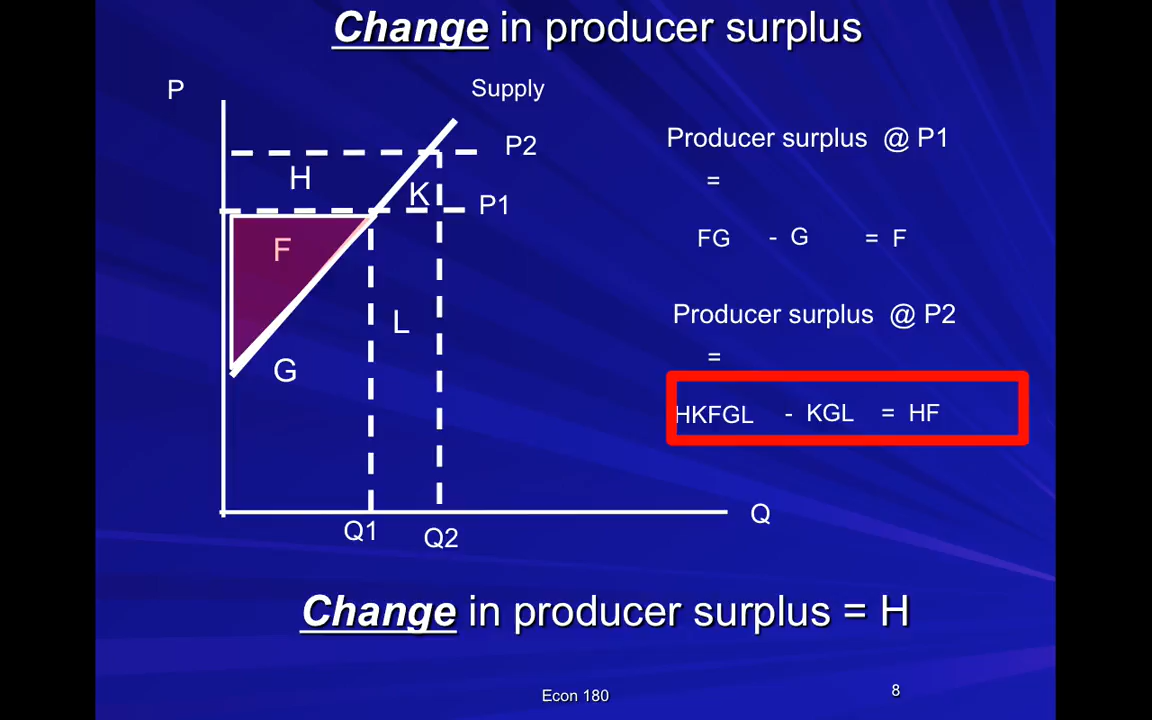 Change in producer surplus
P
Supply
P2
H
K
P1
F
L
G
Q1
Q2
Q
Producer surplus @ P1
=
FG - G = F
Producer surplus @ P2
=
HKFGL - KGL = HF
Change in producer surplus = H
Econ 180
8